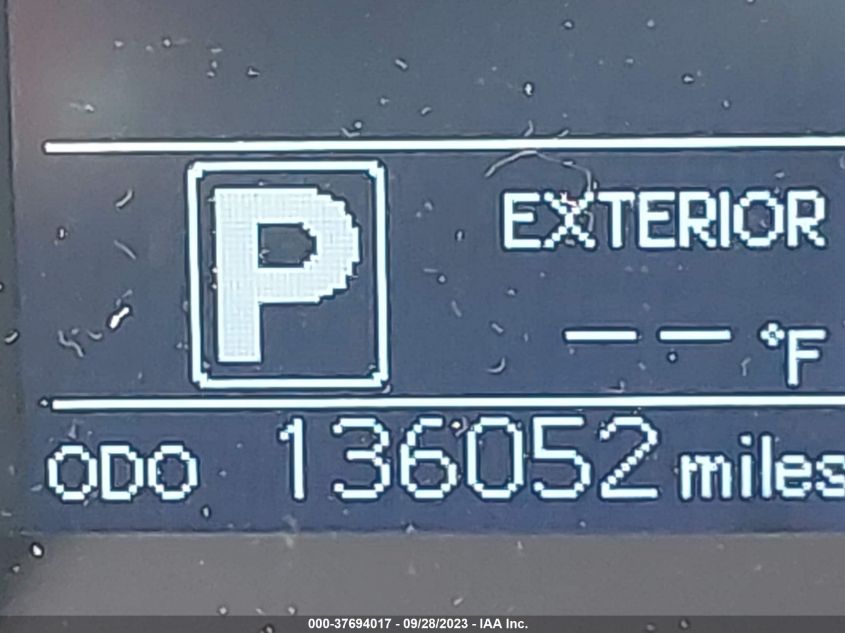 P
EXTERIOR
-- °F
ODO 136052 miles
000-37694017 - 09/28/2023 - IAA Inc.